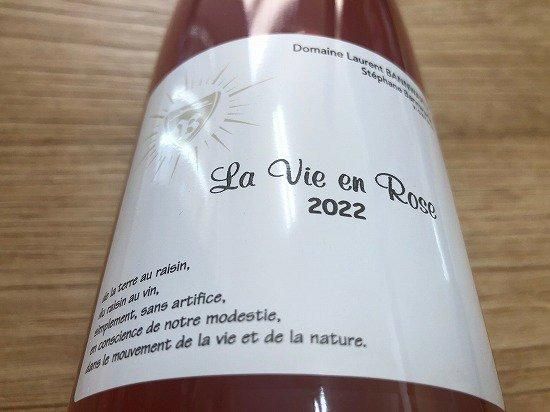 Domaine Laurent
Stéphane
La Vie en Rose
2022
de la terre au raisin,
du raisin au vin,
simplement, sans artifice,
en conscience de notre modestie,
dans le mouvement de la vie et de la nature.